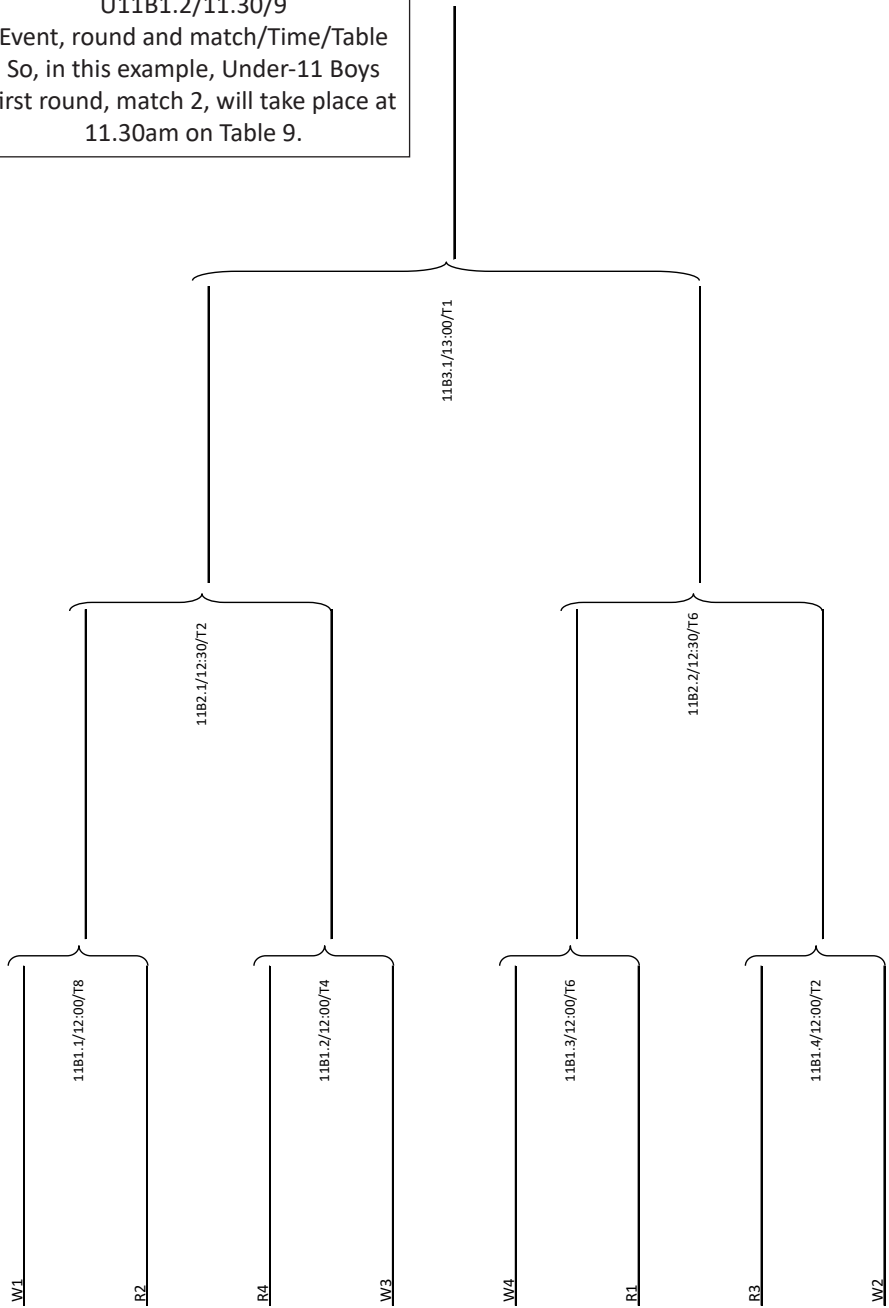 U11B1.2/11.30/9
Event, round and match/Time/Table
So, in this example, Under-11 Boys
irst round, match 2, will take place at
11.30am on Table 9.
11B3.1/13:00/T1
11B2.1/12:30/T2
11B2.2/12:30/T6
11B1.1/12:00/T8
11B1.2/12:00/T4
11B1.3/12:00/T6
11B1.4/12:00/T2
W1
R2
R4
W3
W4
R1
R3
W2